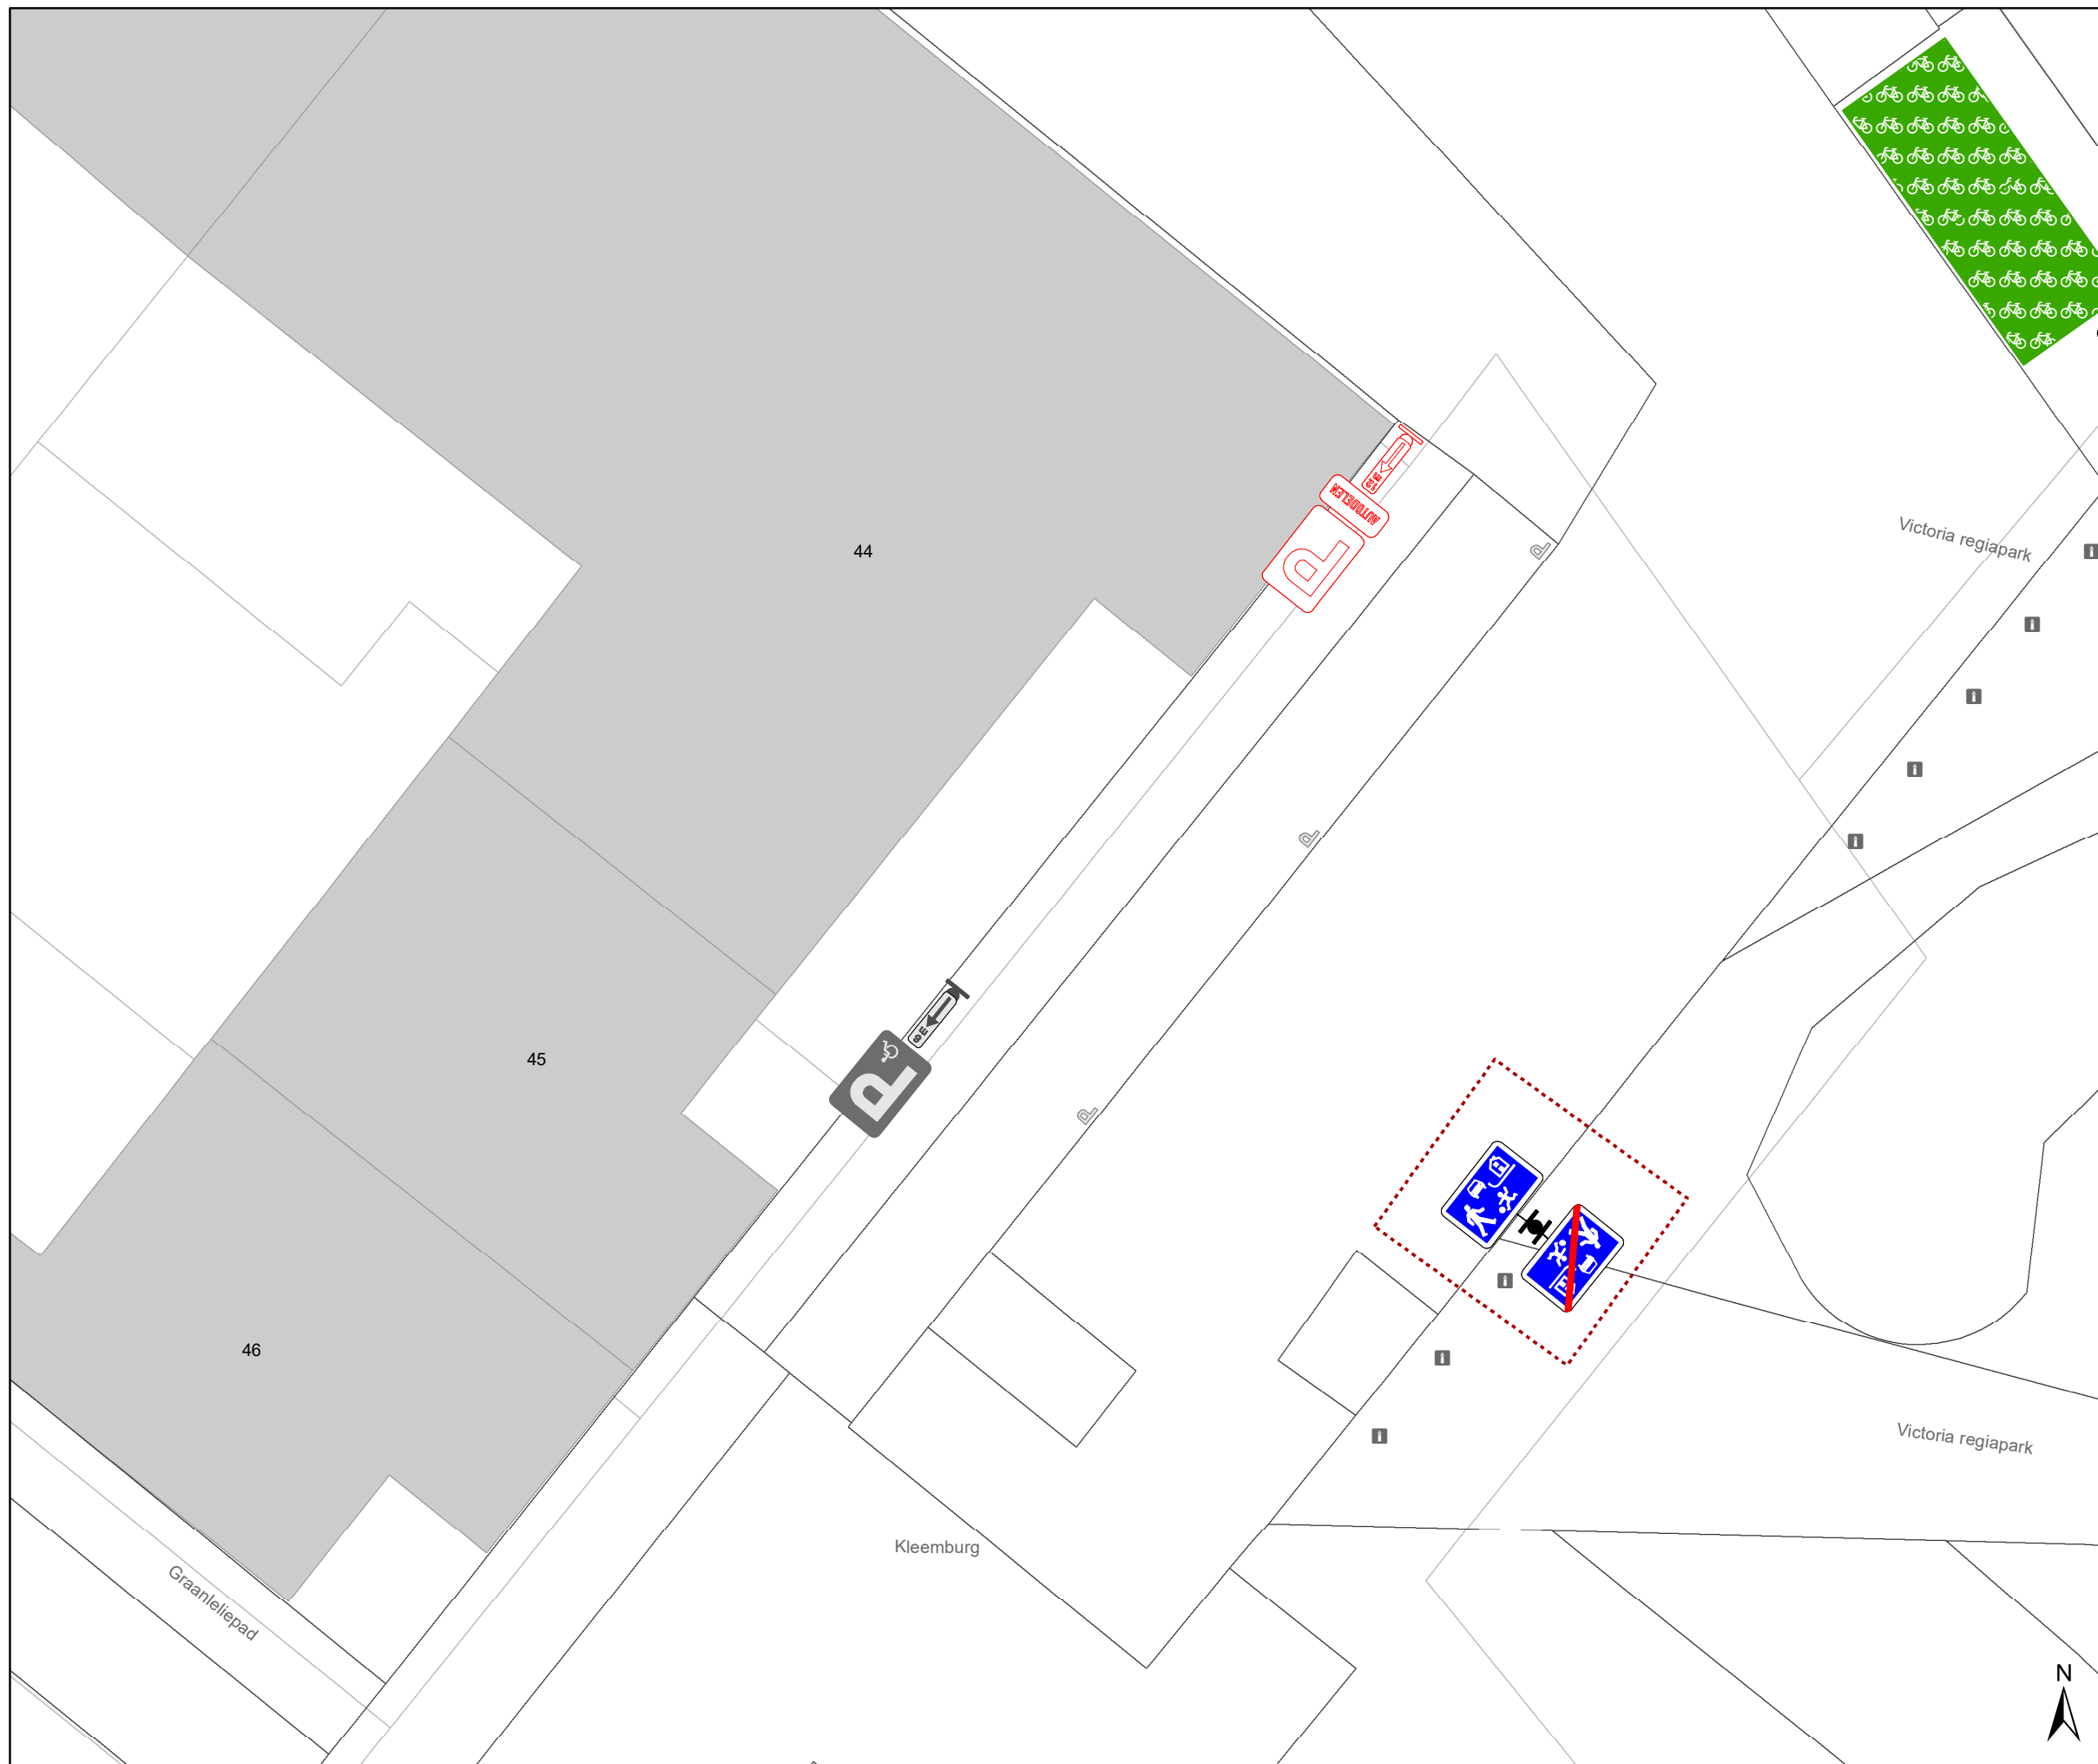 44
AUTODELEN
P
P
Victoria regiapark
P
45
P
P
46
Victoria regiapark
Kleemburg
Graanleliepad
N